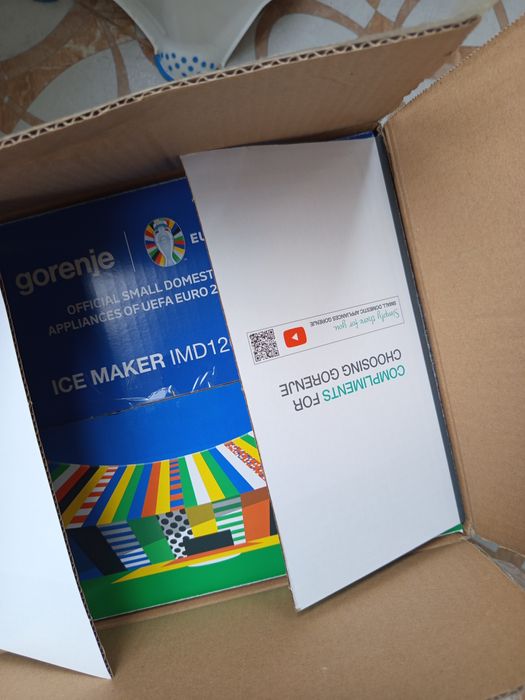 gorenje
OFFICIAL SMALL DOMEST
APPLIANCES OF UEFA EURO 2
ICE MAKER IMD12
COMPLIMENTS FOR
CHOOSING GORENJE
Simply there for you
SMALL DOMESTIC APPLIANCES GORENJE